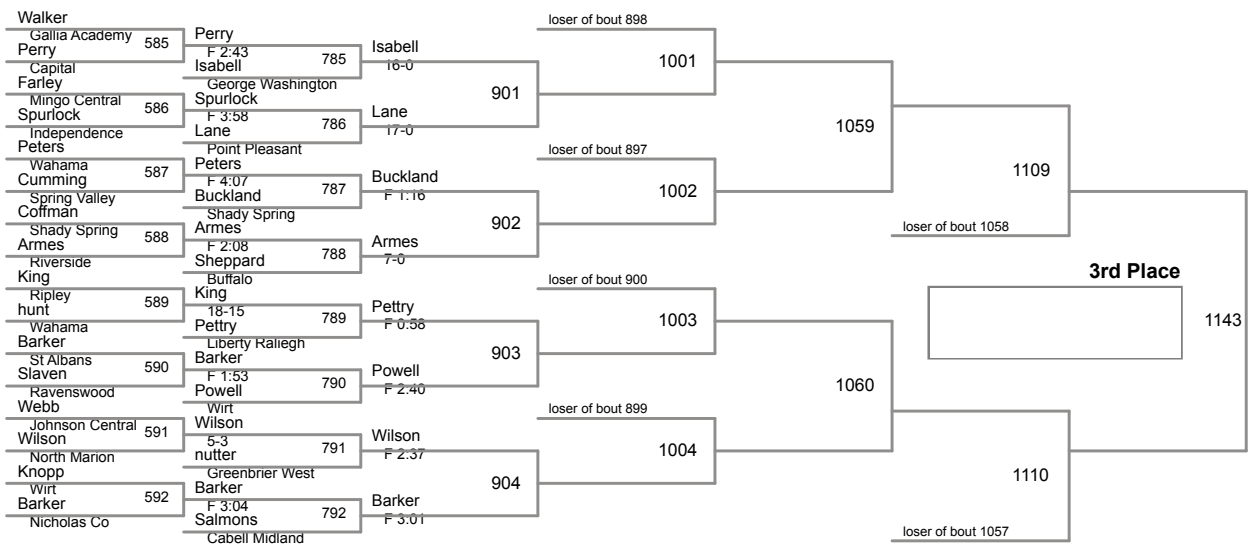 Walker
Gallia Academy
585
Perry
Capital
Farley
Mingo Central
586
Spurlock
Independence
Peters
Wahama
587
Cumming
Spring Valley
Coffman
Shady Spring
588
Armes
Riverside
King
Ripley
589
hunt
Wahama
Barker
St Albans
590
Slaven
Ravenswood
Webb
Johnson Central
591
Wilson
North Marion
Knopp
Wirt
592
Barker
Nicholas Co
Perry
F 2:43
785
Isabell
George Washington
Spurlock
F 3:58
786
Lane
Point Pleasant
Peters
F 4:07
787
Buckland
Shady Spring
Armes
F 2:08
788
Sheppard
Buffalo
King
18-15
789
Pettry
Liberty Raliegh
Barker
F 1:53
790
Powell
Wirt
Wilson
5-3
791
nutter
Greenbrier West
Barker
F 3:04
792
Salmons
Cabell Midland
Isabell
16-0
901
Lane
17-0
Buckland
F 1:16
902
Armes
7-0
Pettry
F 0:58
903
Powell
F 2:40
Wilson
F 2:37
904
Barker
F 3:01
loser of bout 898
1001
loser of bout 897
1002
loser of bout 900
1003
loser of bout 899
1004
1059
1060
1109
loser of bout 1058
1110
loser of bout 1057
3rd Place
1143